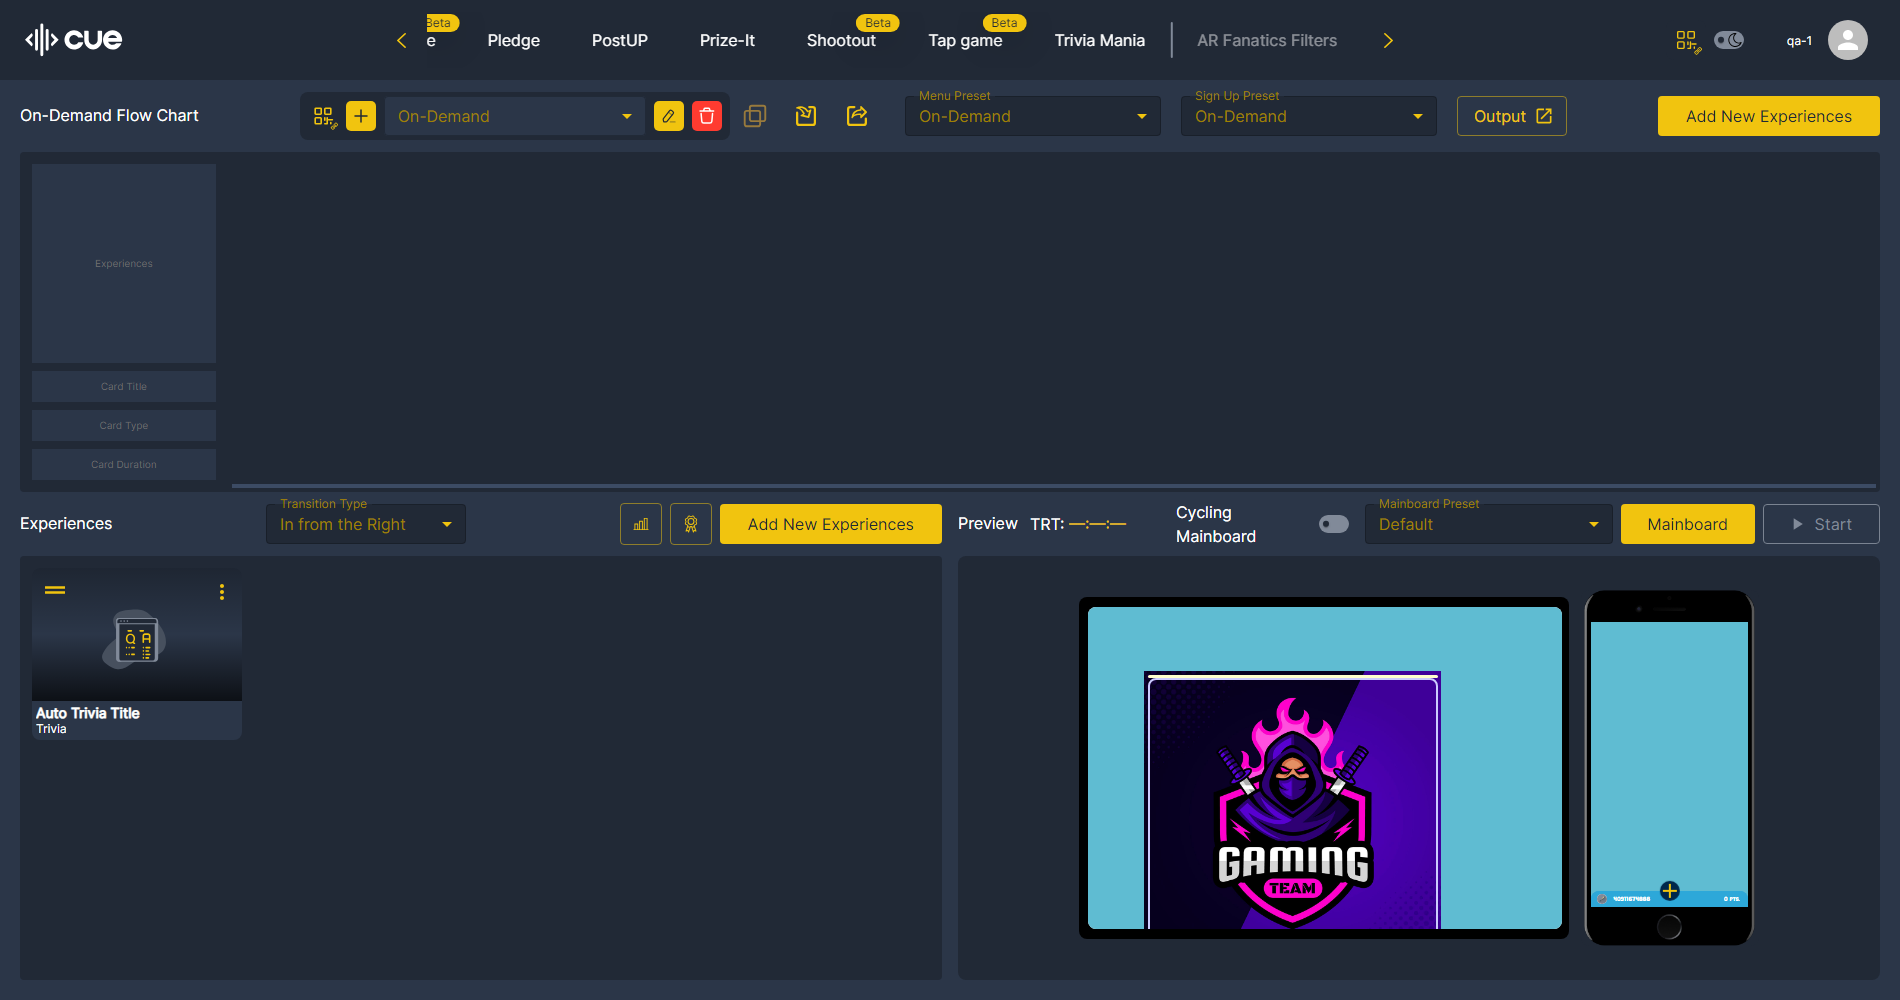 cue
Beta
e
Pledge
PostUP
Prize-It
Beta
Shootout
Beta
Tap game
Trivia Mania
AR Fanatics Filters
qa-1
On-Demand Flow Chart
On-Demand
Menu Preset
On-Demand
Sign Up Preset
On-Demand
Output
Add New Experiences
Experiences
Card Title
Card Type
Card Duration
Experiences
Transition Type
In from the Right
Add New Experiences
Preview
TRT: —:—:—
Cycling
Mainboard
Mainboard Preset
Default
Mainboard
Start
Q A
Auto Trivia Title
Trivia
GAMING
TEAM
0 PTS.